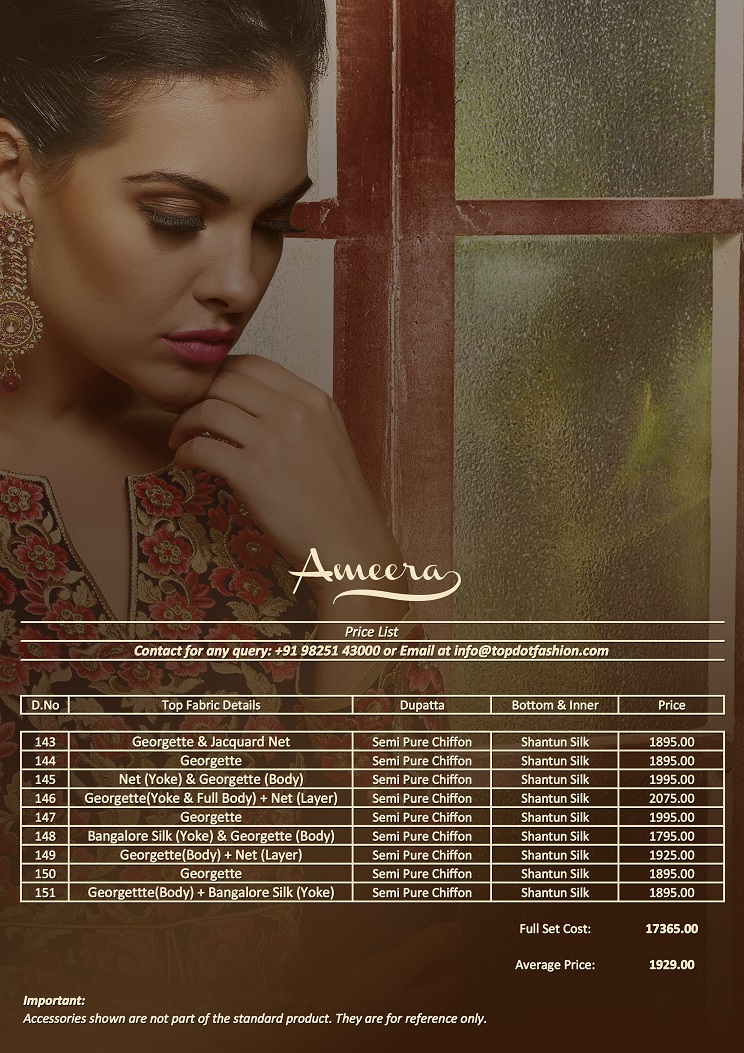 Ameera
Price List
Contact for any query: +91 98251 43000 or Email at info@topdotfashion.com
D.No Top Fabric Details Dupatta Bottom & Inner Price
143 Georgette & Jacquard Net Semi Pure Chiffon Shantun Silk 1895.00
144 Georgette Semi Pure Chiffon Shantun Silk 1895.00
145 Net (Yoke) & Georgette (Body) Semi Pure Chiffon Shantun Silk 1995.00
146 Georgette(Yoke & Full Body) + Net (Layer) Semi Pure Chiffon Shantun Silk 2075.00
147 Georgette Semi Pure Chiffon Shantun Silk 1995.00
148 Bangalore Silk (Yoke) & Georgette (Body) Semi Pure Chiffon Shantun Silk 1795.00
149 Georgette(Body) + Net (Layer) Semi Pure Chiffon Shantun Silk 1925.00
150 Georgette Semi Pure Chiffon Shantun Silk 1895.00
151 Georgettte(Body) + Bangalore Silk (Yoke) Semi Pure Chiffon Shantun Silk 1895.00
Full Set Cost: 17365.00
Average Price: 1929.00
Important:
Accessories shown are not part of the standard product. They are for reference only.